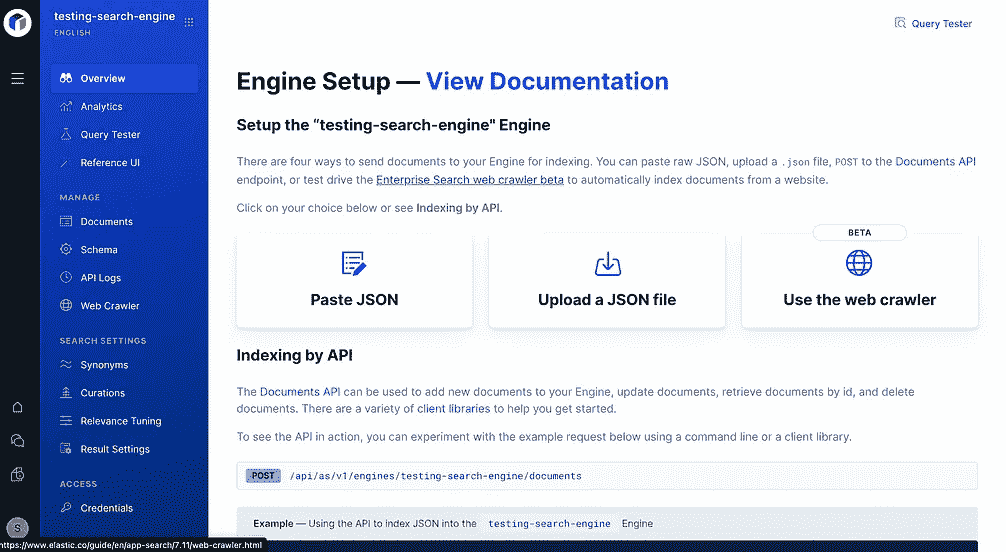 testing-search-engine
ENGLISH
Query Tester
Overview
Analytics
Query Tester
Reference UI
MANAGE
Documents
Schema
API Logs
Web Crawler
SEARCH SETTINGS
Synonyms
Curations
Relevance Tuning
Result Settings
ACCESS
Credentials
S
https://www.elastic.co/guide/en/app-search/7.11/web-crawler.html
Engine Setup — View Documentation
Setup the “testing-search-engine" Engine
There are four ways to send documents to your Engine for indexing. You can paste raw JSON, upload a .json file, POST to the Documents API
endpoint, or test drive the Enterprise Search web crawler beta to automatically index documents from a website.
Click on your choice below or see Indexing by API.
BETA
Paste JSON
Upload a JSON file
Use the web crawler
Indexing by API
The Documents API can be used to add new documents to your Engine, update documents, retrieve documents by id, and delete
documents. There are a variety of client libraries to help you get started.
To see the API in action, you can experiment with the example request below using a command line or a client library.
POST /api/as/v1/engines/testing-search-engine/documents
Example — Using the API to index JSON into the testing-search-engine Engine